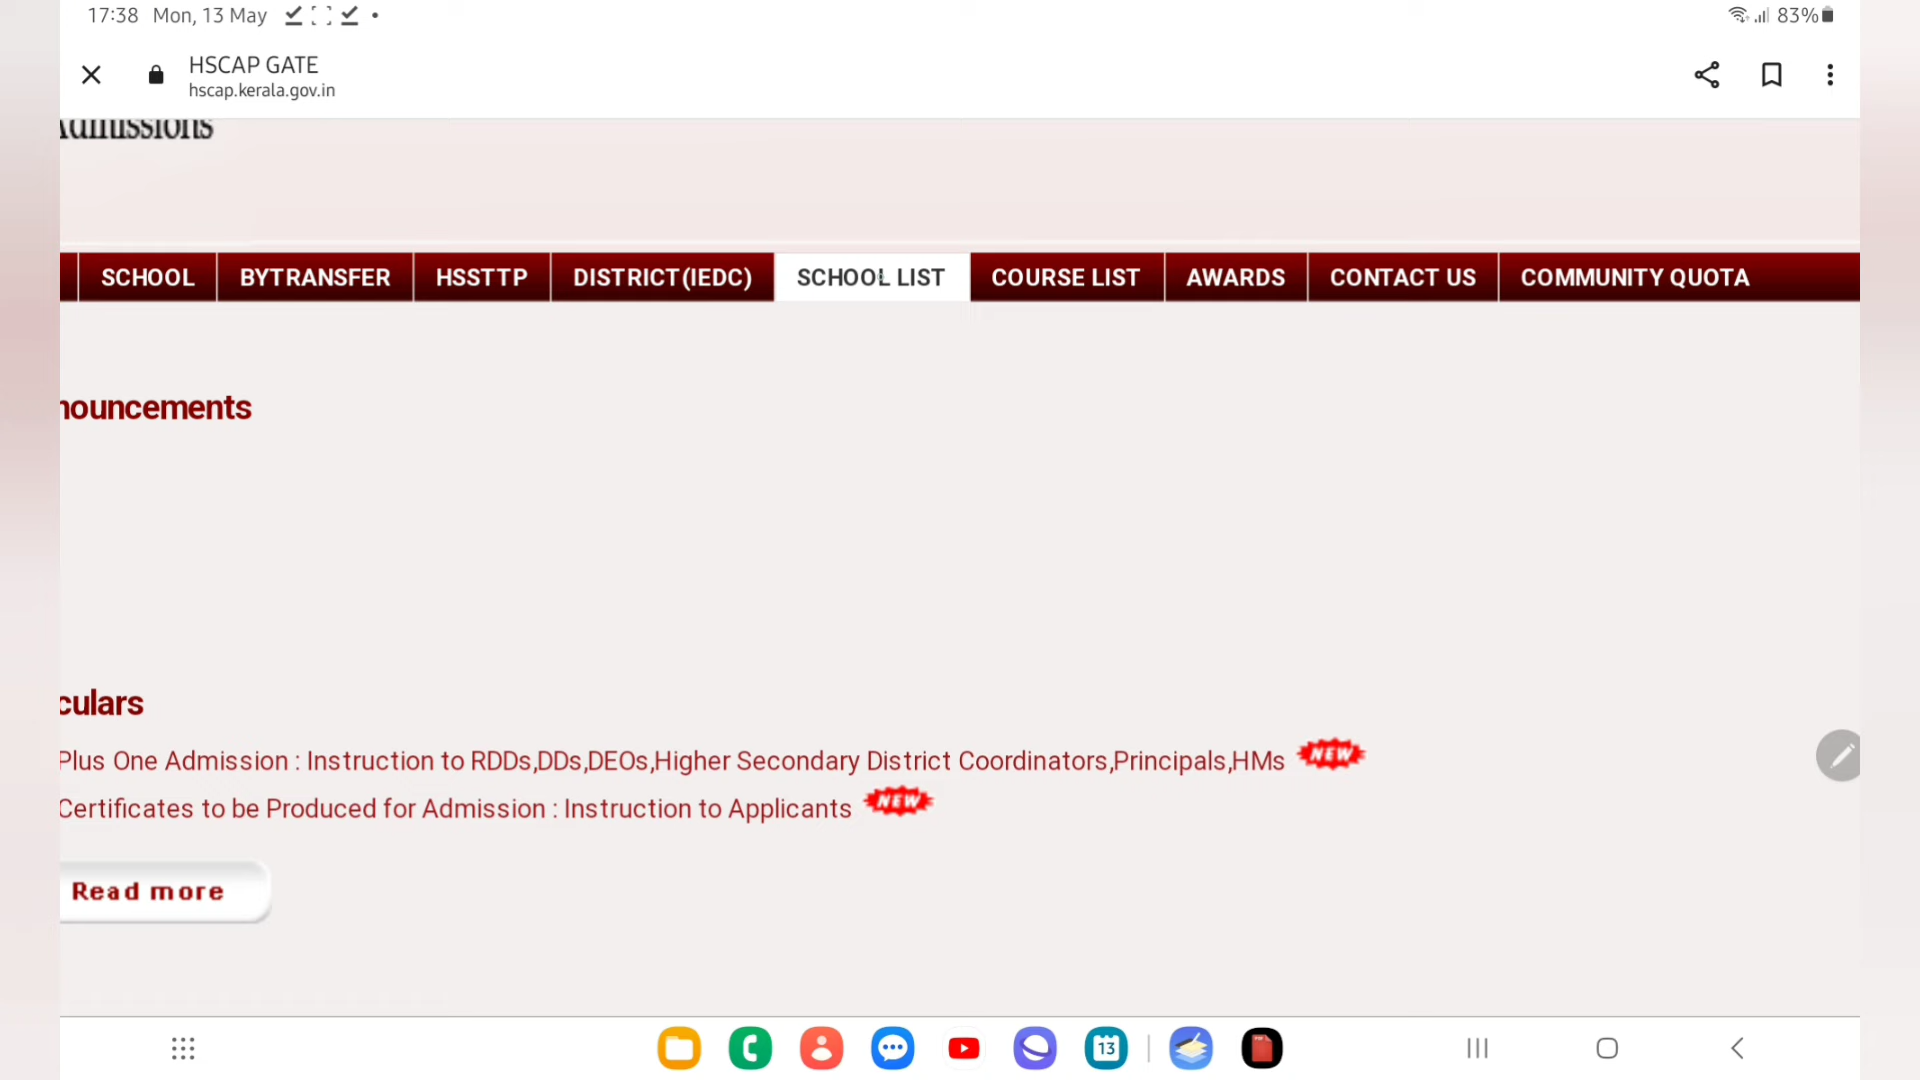 17:38 Mon, 13 May
83%
HSCAP GATE
hscap.kerala.gov.in
Admissions
SCHOOL BYTRANSFER HSSTTP DISTRICT(IEDC) SCHOOL LIST COURSE LIST AWARDS CONTACT US COMMUNITY QUOTA
nouncements
culars
Plus One Admission : Instruction to RDDs,DDs,DEOs,Higher Secondary District Coordinators,Principals,HMs NEW
Certificates to be Produced for Admission : Instruction to Applicants NEW
Read more
13